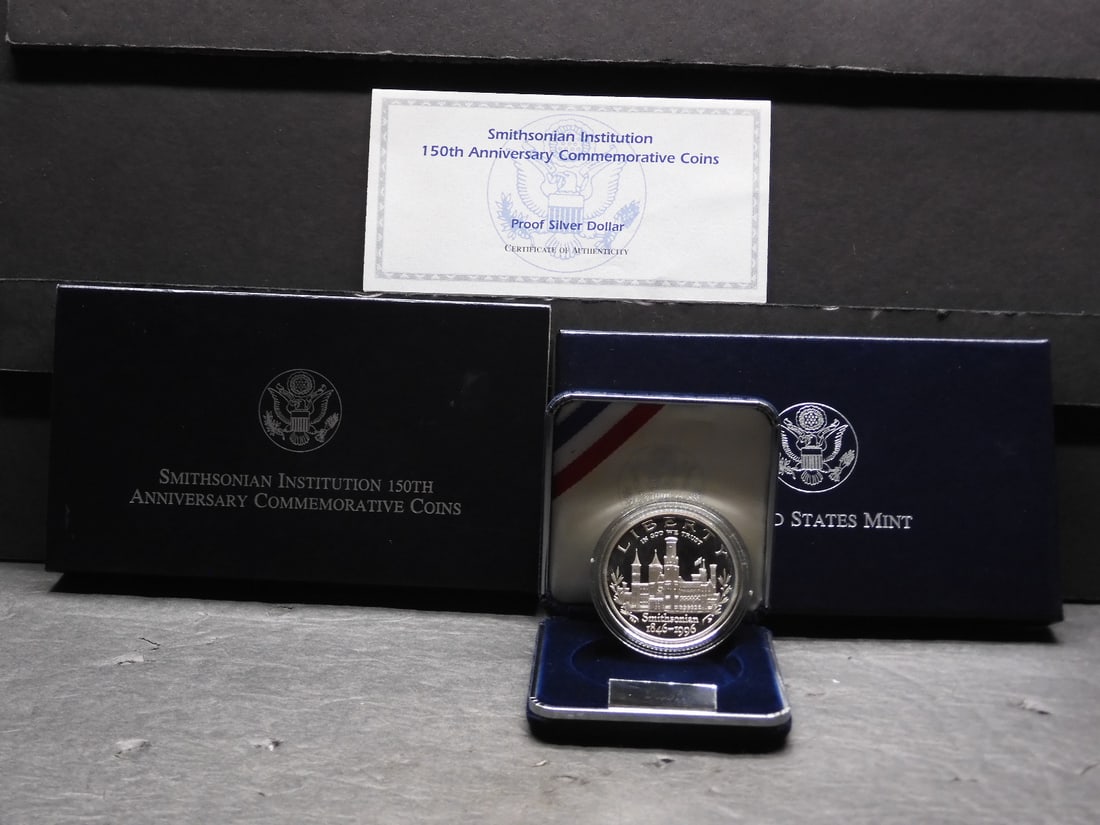 Smithsonian Institution
150th Anniversary Commemorative Coins
Proof Silver Dollar
Certificate of Authenticity
Smithsonian Institution 150th
Anniversary Commemorative Coins
D States Mint
LIBERTY
IN GOD WE TRUST
Smithsonian
1846-1996